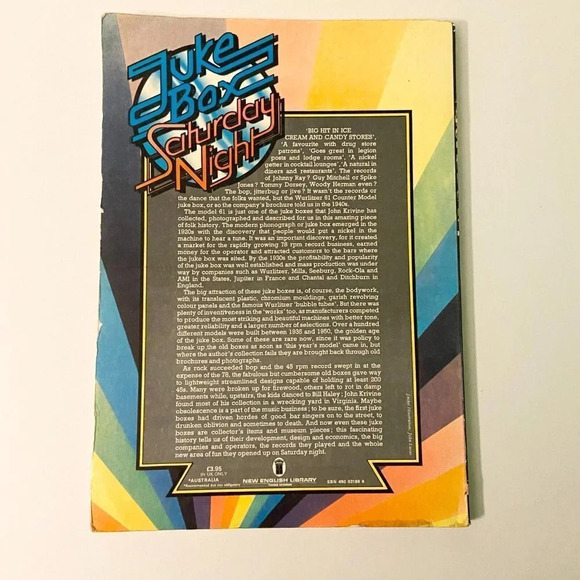 Juke
Box
Saturday
Night
'BIG HIT IN ICE
CREAM AND CANDY STORES',
'A favourite with drug store
patrons', 'Goes great in legion
posts and lodge rooms', 'A nickel
getter in cocktail lounges', 'A natural in
diners and restaurants'. The records
of Johnny Ray? Guy Mitchell or Spike
Jones? Tommy Dorsey, Woody Herman even?
The bop, jitterbug or jive? It wasn't the records or
the dance that the folks wanted, but the Wurlitzer 61 Counter Model
juke box, or so the company's brochure told us in the 1940s.
The model 61 is just one of the juke boxes that John Krivine has
collected, photographed and described for us in this amazing piece
of folk history. The modern phonograph or juke box emerged in the
1920s with the discovery that people would put a nickel in the
machine to hear a tune. It was an important discovery, for it created
a market for the rapidly growing 78 rpm record business, earned
money for the operator and attracted customers to the bars where
the juke box was sited. By the 1930s the profitability and popularity
of the juke box was well established and mass production was under
way by companies such as Wurlitzer, Mills, Seeburg, Rock-Ola and
AMI in the States, Jupiter in France and Chantal and Ditchburn in
England.
The big attraction of these juke boxes is, of course, the bodywork,
with its translucent plastic, chromium mouldings, garish revolving
colour panels and the famous Wurlitzer 'bubble tubes'. But there was
plenty of inventiveness in the 'works' too, as manufacturers competed
to produce the most striking and beautiful machines with better tone,
greater reliability and a larger number of selections. Over a hundred
different models were built between 1935 and 1950, the golden age
of juke box. Some of these are rare now, since it was policy to
break up the old boxes as soon as 'this year's model' came in, but
where the author's collection fails they are brought back through old
brochures and photographs.
As rock succeeded bop and the 45 rpm record swept in at the
expense of the 78, the fabulous but cumbersome old boxes gave way
to lightweight streamlined designs capable of holding at least 200
45s. Many were broken up for firewood, others left to rot in damp
basements while, upstairs, the kids danced to Bill Haley; John Krivine
found most of his collection in a wrecking yard in Virginia. Maybe
obsolescence is a part of the music business; to be sure, the first juke
boxes had driven hordes of good bar singers on to the street, to
drunken oblivion and sometimes to death. And now even these juke
boxes are collector's items and museum pieces; this fascinating
history tells us of their development, design and economics, the big
companies and operators, the records they played and the whole
new area of fun they opened up on Saturday night.
£3.95
IN UK ONLY
*AUSTRALIA
*Recommended but not obligatory
NEW ENGLISH LIBRARY